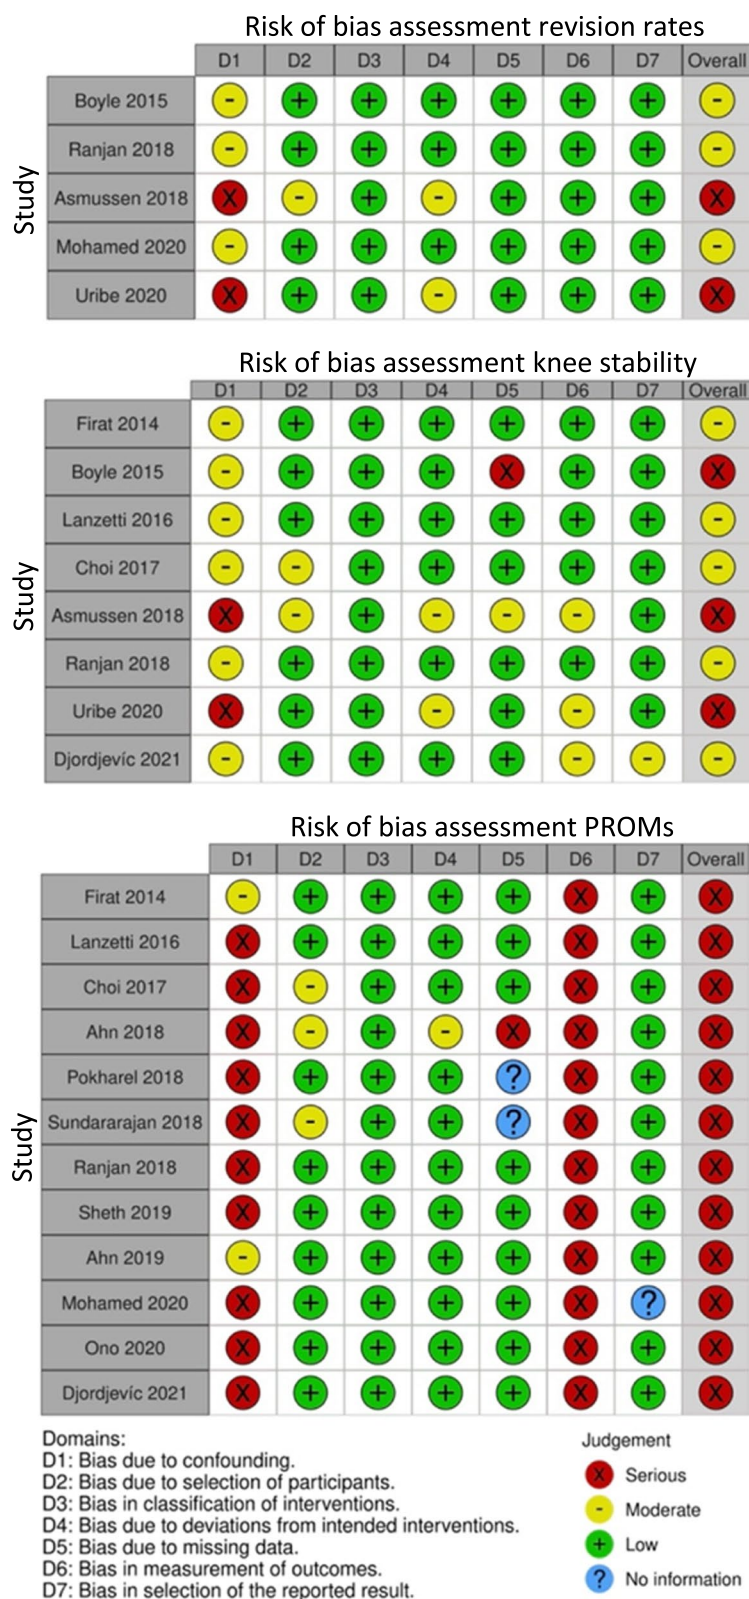 Risk of bias assessment revision rates
D1 D2 D3 D4 D5 D6 D7 Overall
Study
Boyle 2015 - + + + + + + -
Ranjan 2018 - + + + + + + -
Asmussen 2018 X - + - + + + X
Mohamed 2020 - + + + + + + -
Uribe 2020 X + + - + + + X
Risk of bias assessment knee stability
D1 D2 D3 D4 D5 D6 D7 Overall
Study
Firat 2014 - + + + + + + -
Boyle 2015 - + + + X + + X
Lanzetti 2016 - + + + + + + -
Choi 2017 - - + + + + + -
Asmussen 2018 X - + - - - + X
Ranjan 2018 - + + + + + + -
Uribe 2020 X + + - + - + X
Djordjevíc 2021 - + + + + - - -
Risk of bias assessment PROMs
D1 D2 D3 D4 D5 D6 D7 Overall
Study
Firat 2014 - + + + + X + X
Lanzetti 2016 X + + + + X + X
Choi 2017 X - + + + X + X
Ahn 2018 X - + - X X + X
Pokharel 2018 X + + + ? X + X
Sundararajan 2018 X - + + ? X + X
Ranjan 2018 X + + + + X + X
Sheth 2019 X + + + + X + X
Ahn 2019 - + + + + X + X
Mohamed 2020 X + + + + X ? X
Ono 2020 X + + + + X + X
Djordjevíc 2021 X + + + + X + X
Domains:
D1: Bias due to confounding.
D2: Bias due to selection of participants.
D3: Bias in classification of interventions.
D4: Bias due to deviations from intended interventions.
D5: Bias due to missing data.
D6: Bias in measurement of outcomes.
D7: Bias in selection of the reported result.
Judgement
X Serious
- Moderate
+ Low
? No information